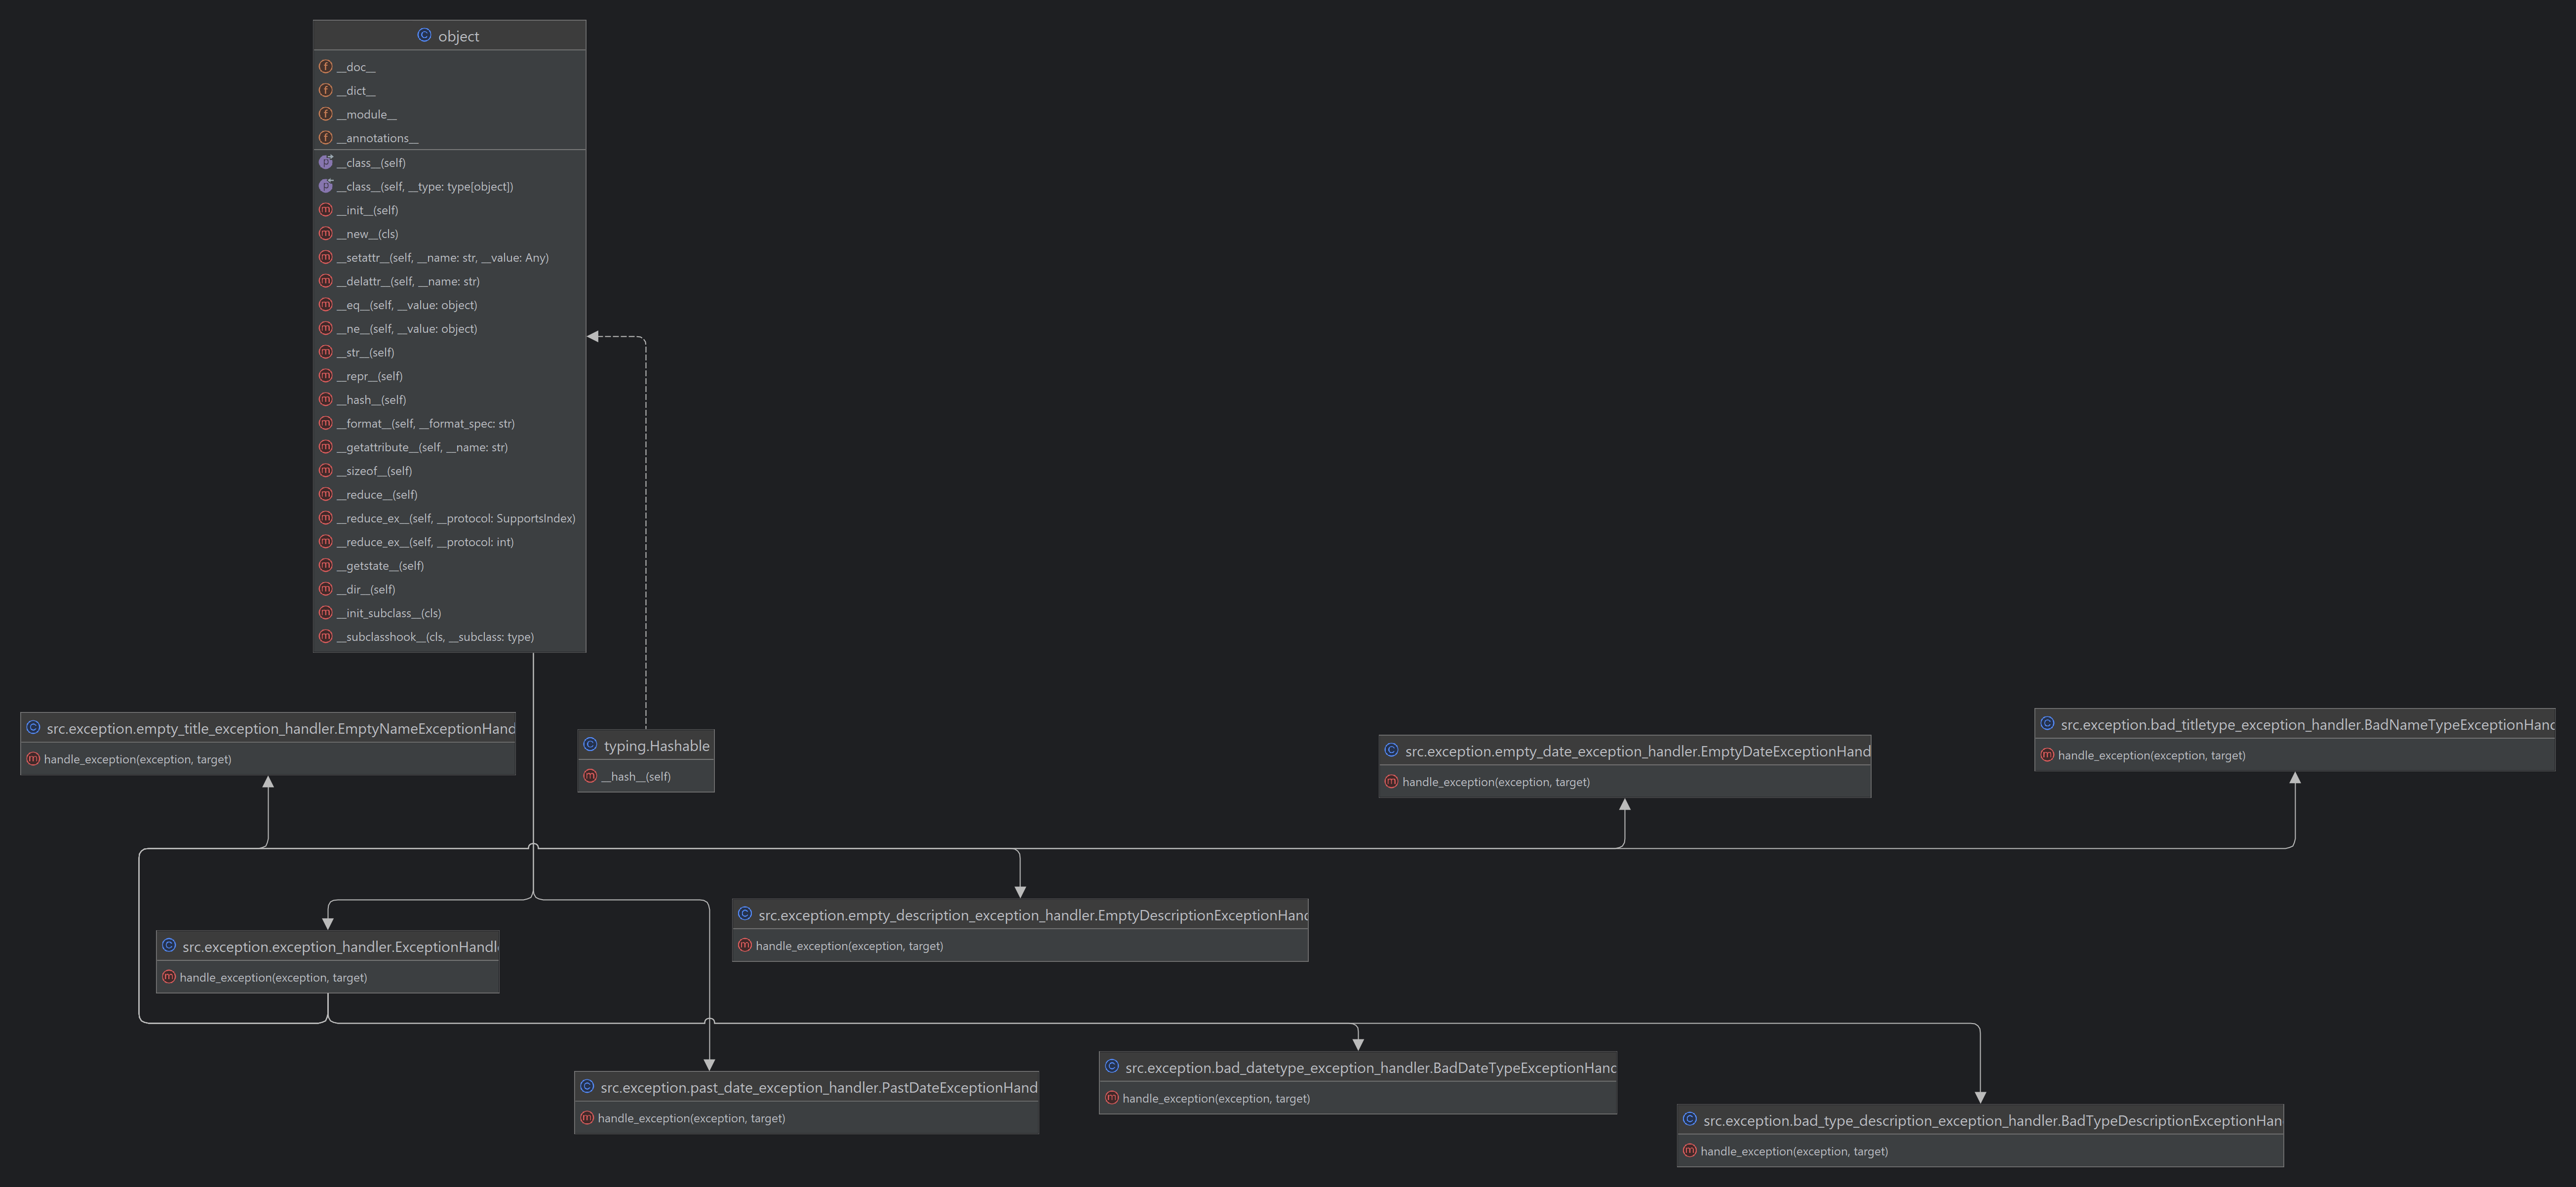 object
__doc__
__dict__
__module__
__annotations__
__class__(self)
__class__(self, __type: type[object])
__init__(self)
__new__(cls)
__setattr__(self, __name: str, __value: Any)
__delattr__(self, __name: str)
__eq__(self, __value: object)
__ne__(self, __value: object)
__str__(self)
__repr__(self)
__hash__(self)
__format__(self, __format_spec: str)
__getattribute__(self, __name: str)
__sizeof__(self)
__reduce__(self)
__reduce_ex__(self, __protocol: SupportsIndex)
__reduce_ex__(self, __protocol: int)
__getstate__(self)
__dir__(self)
__init_subclass__(cls)
__subclasshook__(cls, __subclass: type)
src.exception.empty_title_exception_handler.EmptyNameExceptionHand
handle_exception(exception, target)
typing.Hashable
__hash__(self)
src.exception.empty_date_exception_handler.EmptyDateExceptionHand
handle_exception(exception, target)
src.exception.bad_titletype_exception_handler.BadNameTypeExceptionHand
handle_exception(exception, target)
src.exception.exception_handler.ExceptionHandl
handle_exception(exception, target)
src.exception.empty_description_exception_handler.EmptyDescriptionExceptionHand
handle_exception(exception, target)
src.exception.past_date_exception_handler.PastDateExceptionHand
handle_exception(exception, target)
src.exception.bad_datetype_exception_handler.BadDateTypeExceptionHand
handle_exception(exception, target)
src.exception.bad_type_description_exception_handler.BadTypeDescriptionExceptionHan
handle_exception(exception, target)